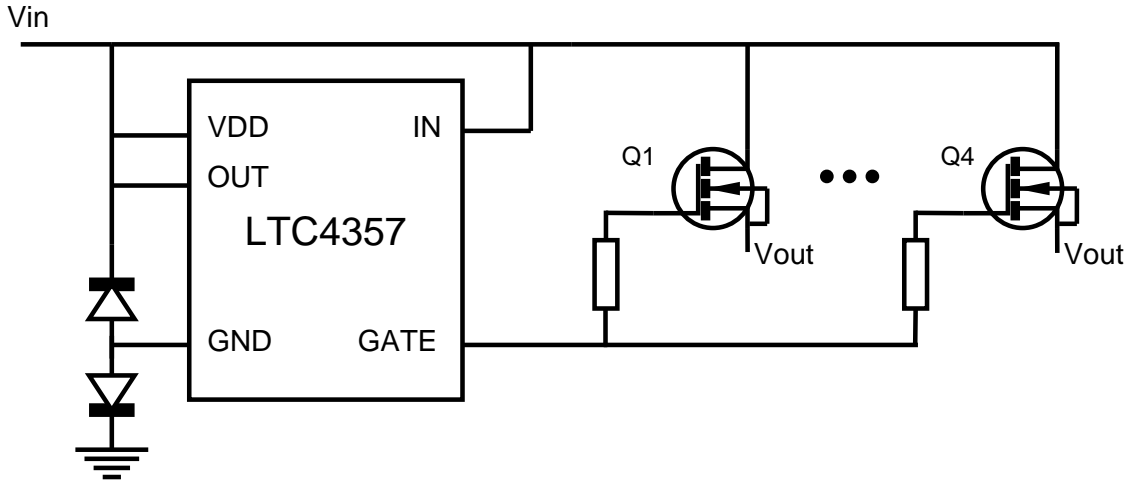 Vin
VDD
IN
OUT
LTC4357
GND
GATE
Q1
Q4
Vout
Vout